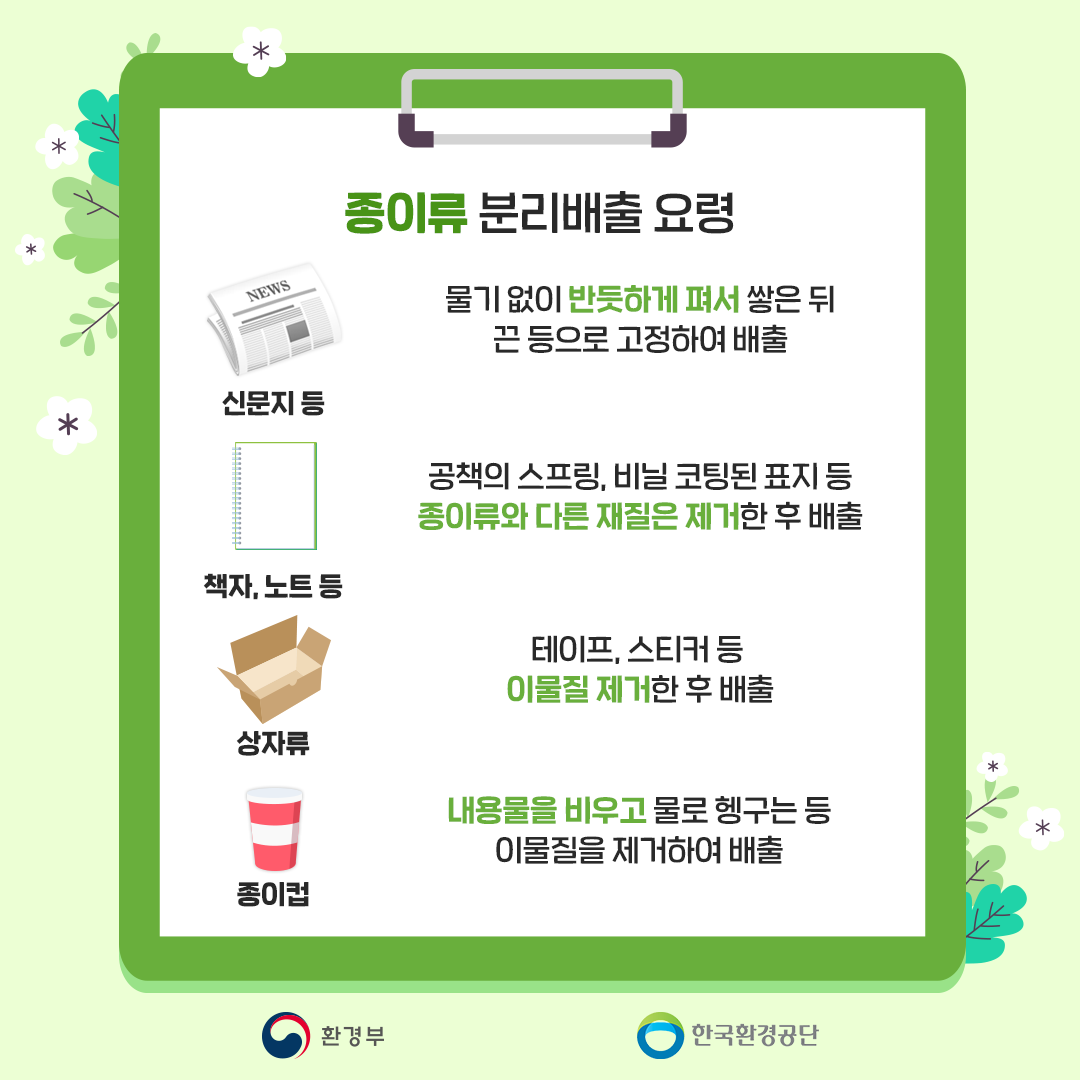 종이류 분리배출 요령
NEWS
물기 없이 반듯하게 펴서 쌓은 뒤
끈 등으로 고정하여 배출
신문지 등
공책의 스프링, 비닐 코팅된 표지 등
종이류와 다른 재질은 제거한 후 배출
책자, 노트 등
테이프, 스티커 등
이물질 제거한 후 배출
상자류
내용물을 비우고 물로 헹구는 등
이물질을 제거하여 배출
종이컵
환경부
한국환경공단